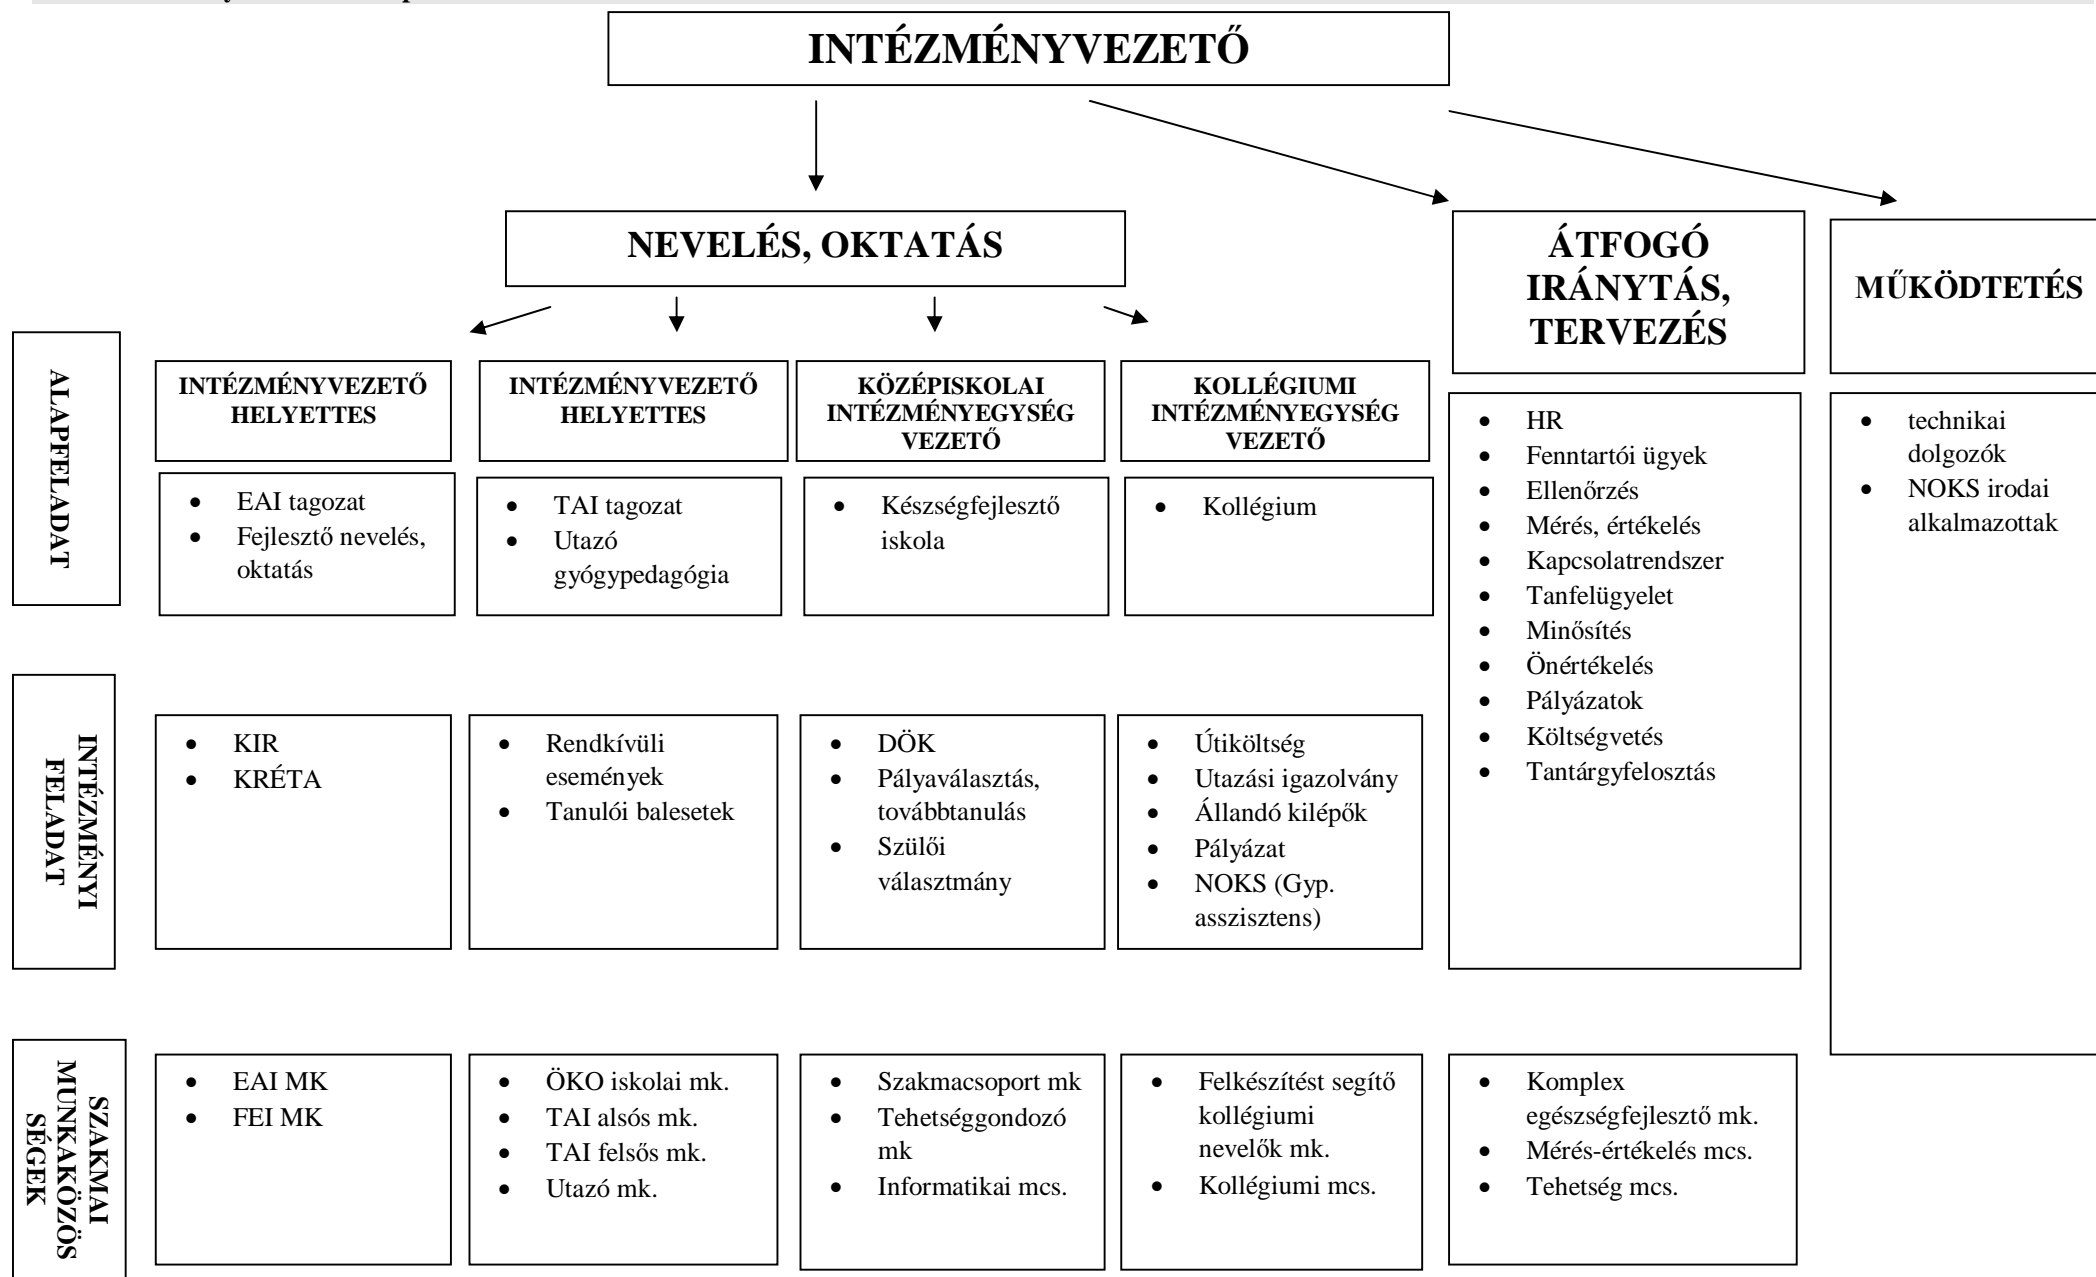 INTÉZMÉNYVEZETŐ
NEVELÉS, OKTATÁS
ÁTFOGÓ
IRÁNYTÁS,
TERVEZÉS
MŰKÖDTETÉS
ALAPFELADAT
INTÉZMÉNYVEZETŐ
HELYETTES
INTÉZMÉNYVEZETŐ
HELYETTES
KÖZÉPISKOLAI
INTÉZMÉNYEGYSÉG
VEZETŐ
KOLLÉGIUMI
INTÉZMÉNYEGYSÉG
VEZETŐ
• EAI tagozat
• Fejlesztő nevelés,
oktatás
• TAI tagozat
• Utazó
gyógypedagógia
• Készségfejlesztő
iskola
• Kollégium
• HR
• Fenntartói ügyek
• Ellenőrzés
• Mérés, értékelés
• Kapcsolatrendszer
• Tanfelügyelet
• Minősítés
• Önértékelés
• Pályázatok
• Költségvetés
• Tantárgyfelosztás
• technikai
dolgozók
• NOKS irodai
alkalmazottak
INTÉZMÉNYI
FELADAT
• KIR
• KRÉTA
• Rendkívüli
események
• Tanulói balesetek
• DÖK
• Pályaválasztás,
továbbtanulás
• Szülői
választmány
• Útiköltség
• Utazási igazolvány
• Állandó kilépők
• Pályázat
• NOKS (Gyp.
asszisztens)
SZAKMAI
MUNKAKÖZÖS
SÉGEK
• EAI MK
• FEI MK
• ÖKO iskolai mk.
• TAI alsós mk.
• TAI felsős mk.
• Utazó mk.
• Szakmacsoport mk
• Tehetséggondozó
mk
• Informatikai mcs.
• Felkészítést segítő
kollégiumi
nevelők mk.
• Kollégiumi mcs.
• Komplex
egészségfejlesztő mk.
• Mérés-értékelés mcs.
• Tehetség mcs.